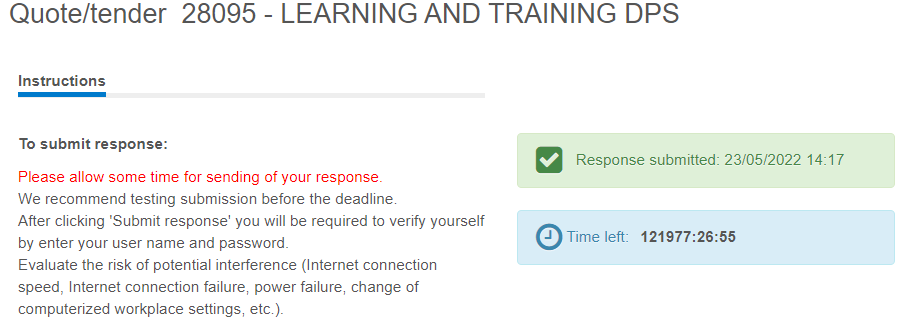 Quote/tender 28095 - LEARNING AND TRAINING DPS
Instructions
To submit response:
Please allow some time for sending of your response.
We recommend testing submission before the deadline.
After clicking 'Submit response' you will be required to verify yourself
by enter your user name and password.
Evaluate the risk of potential interference (Internet connection
speed, Internet connection failure, power failure, change of
computerized workplace settings, etc.).
Response submitted: 23/05/2022 14:17
Time left: 121977:26:55